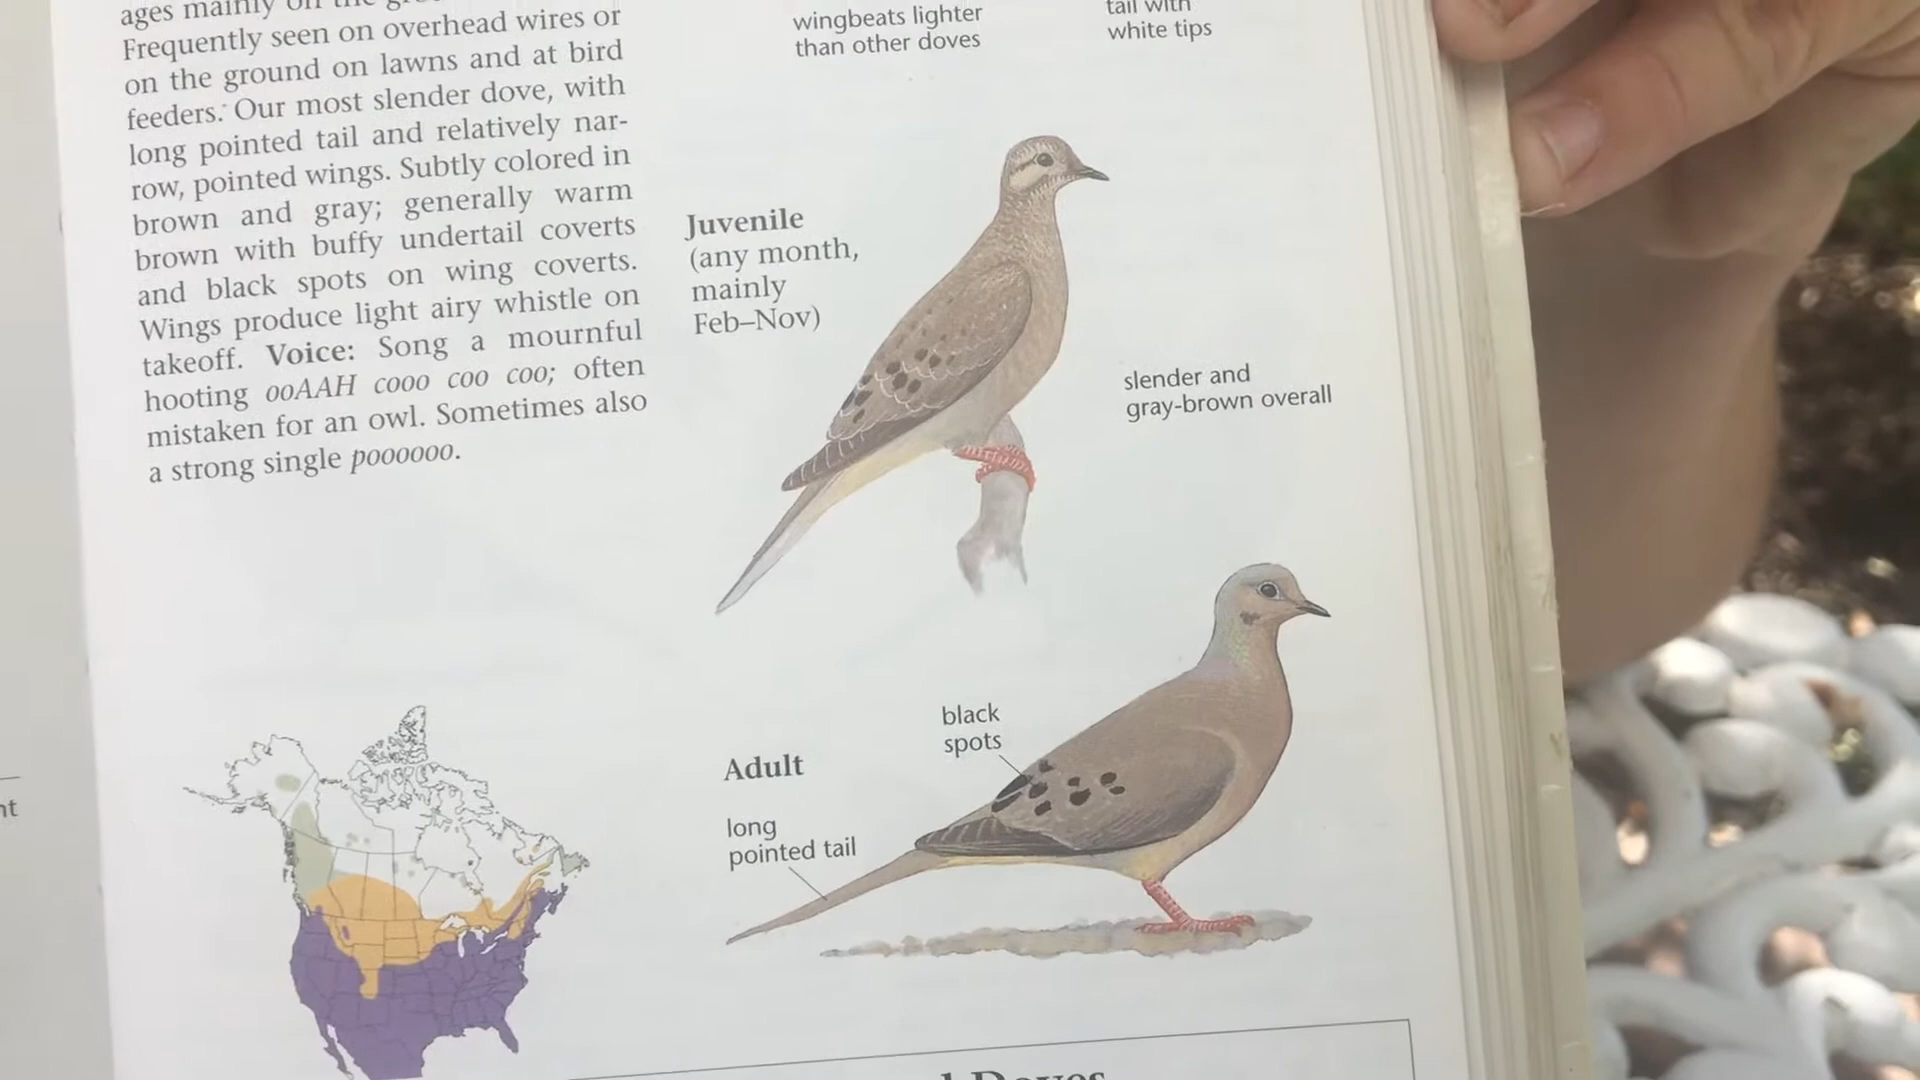 ages mainly on the
Frequently seen on overhead wires or
on the ground on lawns and at bird
feeders. Our most slender dove, with
long pointed tail and relatively nar-
row, pointed wings. Subtly colored in
brown and gray; generally warm
brown with buffy undertail coverts
and black spots on wing coverts.
Wings produce light airy whistle on
takeoff. Voice: Song a mournful
hooting ooAAH cooo coo coo; often
mistaken for an owl. Sometimes also
a strong single poooooo.
wingbeats lighter
than other doves
tail with
white tips
Juvenile
(any month,
mainly
Feb–Nov)
slender and
gray-brown overall
black
spots
Adult
long
pointed tail
Doves